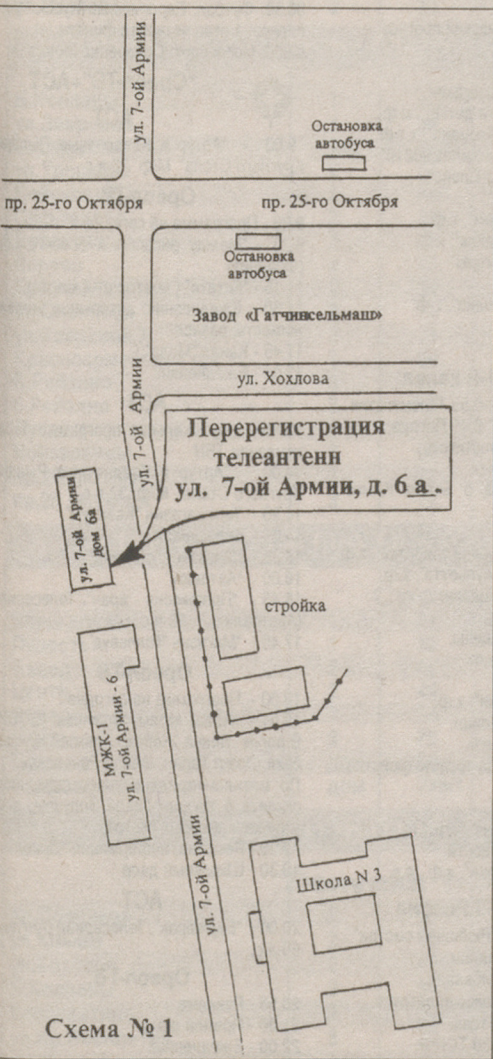 ул. 7-ой Армии
Остановка
автобуса
пр. 25-го Октября
пр. 25-го Октября
Остановка
автобуса
Завод «Гатчинсельмаш»
ул. Хохлова
ул. 7-ой Армии
Перерегистрация
телеантенн
ул. 7-ой Армии, д. 6 а.
ул. 7-ой Армии
дом 6а
стройка
МЖК-1
ул. 7-ой Армии - 6
ул. 7-ой Армии
Школа N 3
Схема № 1